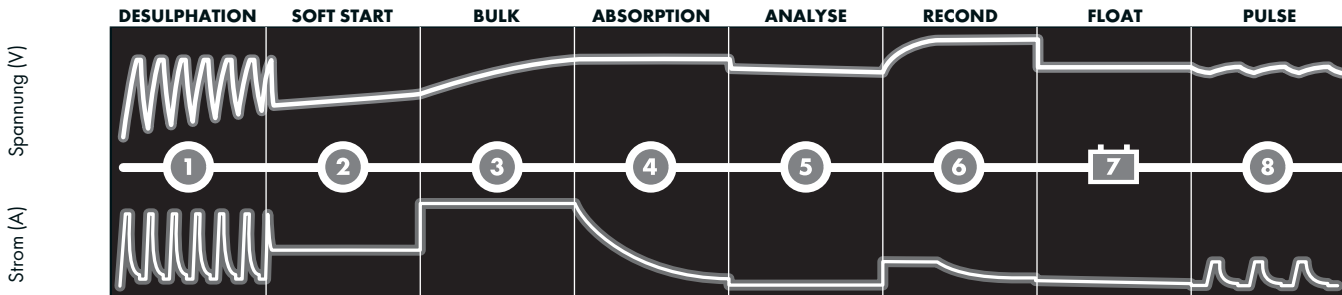 DESULPHATION SOFT START BULK ABSORPTION ANALYSE RECOND FLOAT PULSE
Spannung (V)
1 2 3 4 5 6 7 8
Strom (A)